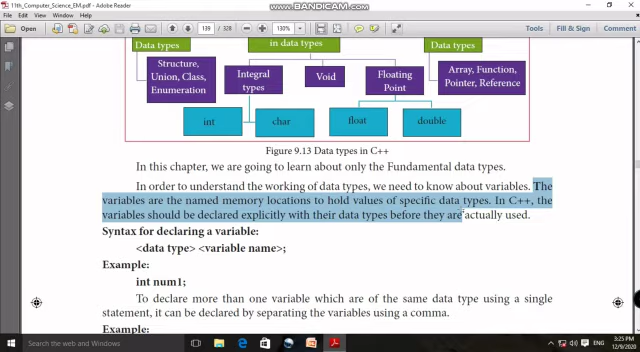 11th_Computer_Science_EM.pdf - Adobe Reader
WWW.BANDICAM.COM
File Edit View Window Help
Open 139 / 328 130% Tools Fill & Sign Comment
Data types in data types Data types
Structure, Union, Class, Enumeration
Integral types
Void
Floating Point
Array, Function, Pointer, Reference
int char float double
Figure 9.13 Data types in C++
In this chapter, we are going to learn about only the Fundamental data types.
In order to understand the working of data types, we need to know about variables. The
variables are the named memory locations to hold values of specific data types. In C++, the
variables should be declared explicitly with their data types before they are actually used.
Syntax for declaring a variable:
<data type> <variable name>;
Example:
int num1;
To declare more than one variable which are of the same data type using a single
statement, it can be declared by separating the variables using a comma.
Example:
Search the Web and Windows
ENG
3:25 PM
12/9/2020